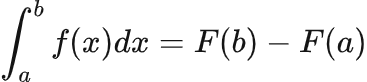 ∫_a^b f(x)dx = F(b) − F(a)